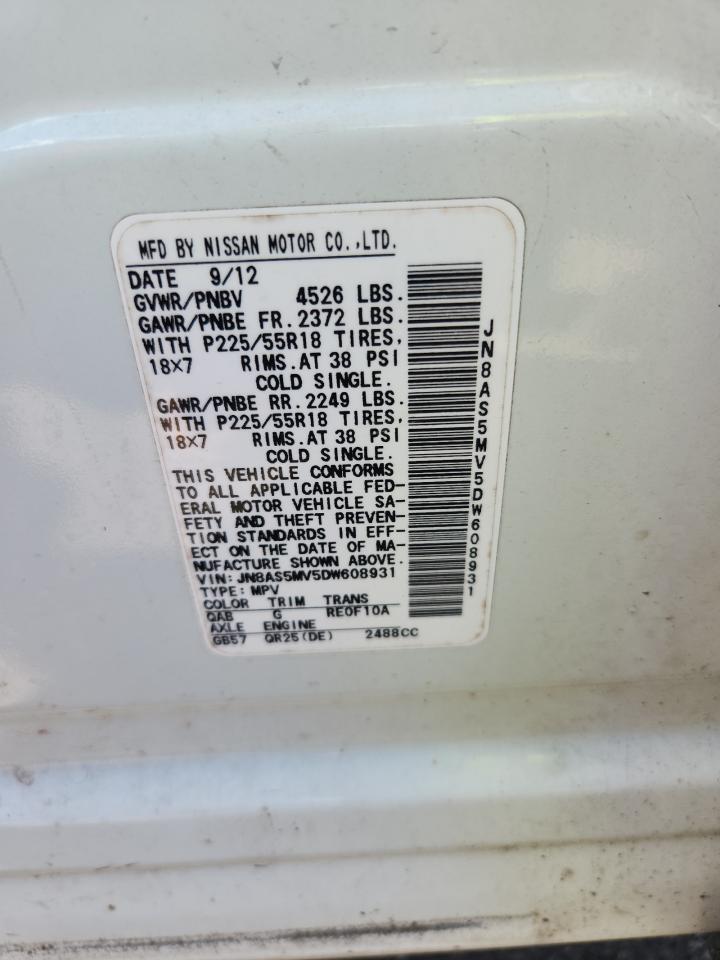 MFD BY NISSAN MOTOR CO.,LTD.
DATE 9/12
GVWR/PNBV 4526 LBS.
GAWR/PNBE FR.2372 LBS.
WITH P225/55R18 TIRES,
18X7 RIMS.AT 38 PSI
COLD SINGLE.
GAWR/PNBE RR.2249 LBS.
WITH P225/55R18 TIRES,
18X7 RIMS.AT 38 PSI
COLD SINGLE.
THIS VEHICLE CONFORMS
TO ALL APPLICABLE FED-
ERAL MOTOR VEHICLE SA-
FETY AND THEFT PREVEN-
TION STANDARDS IN EFF-
ECT ON THE DATE OF MA-
NUFACTURE SHOWN ABOVE.
VIN: JN8AS5MV5DW608931
TYPE: MPV
COLOR TRIM TRANS
QAB G RE0F10A
AXLE ENGINE
GB57 QR25(DE) 2488CC
JN8AS5MV5DW608931